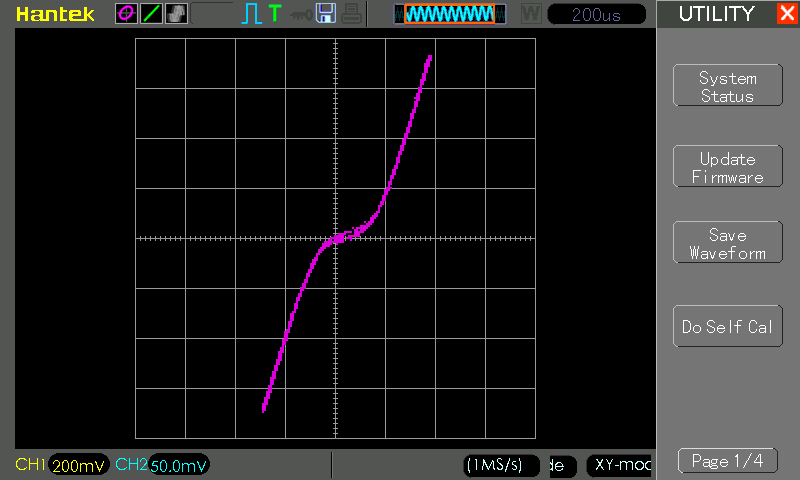 Hantek
T
W
200us
UTILITY
System
Status
Update
Firmware
Save
Waveform
Do Self Cal
CH1 200mV CH2 50.0mV (1MS/s) de XY-mod
Page 1/4